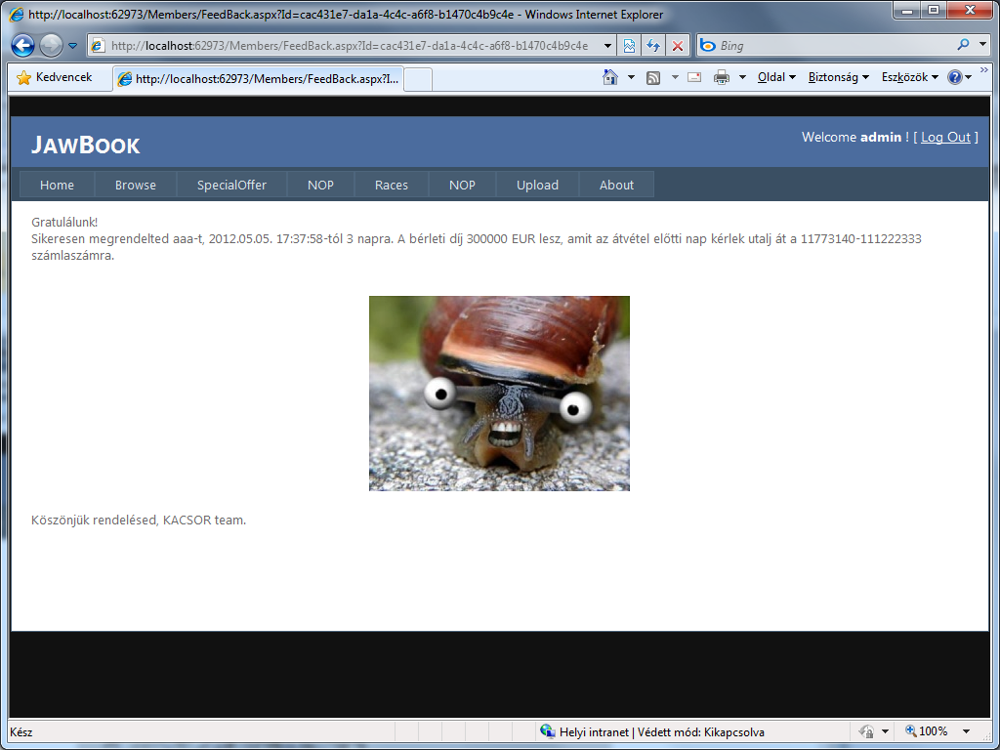 http://localhost:62973/Members/FeedBack.aspx?Id=cac431e7-da1a-4c4c-a6f8-b1470c4b9c4e - Windows Internet Explorer
http://localhost:62973/Members/FeedBack.aspx?Id=cac431e7-da1a-4c4c-a6f8-b1470c4b9c4e
Bing
Kedvencek
http://localhost:62973/Members/FeedBack.aspx?I...
Oldal
Biztonság
Eszközök
JawBook
Welcome admin ! [ Log Out ]
Home Browse SpecialOffer NOP Races NOP Upload About
Gratulálunk!
Sikeresen megrendelted aaa-t, 2012.05.05. 17:37:58-tól 3 napra. A bérleti díj 300000 EUR lesz, amit az átvétel előtti nap kérlek utalj át a 11773140-111222333
számlaszámra.
Köszönjük rendelésed, KACSOR team.
Kész
Helyi intranet | Védett mód: Kikapcsolva
100%